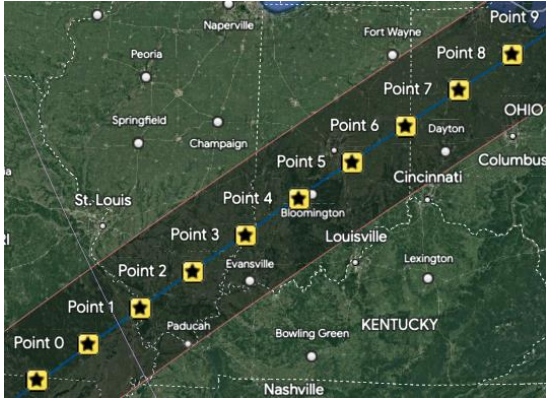 Point 9
Naperville
Fort Wayne
Point 8
Peoria
Point 7
OHIO
Springfield
Champaign
Point 6
Dayton
Point 5
Columbus
Cincinnati
St. Louis
Point 4
Bloomington
Point 3
Louisville
Point 2
Evansville
Lexington
Point 1
Paducah
KENTUCKY
Point 0
Bowling Green
Nashville